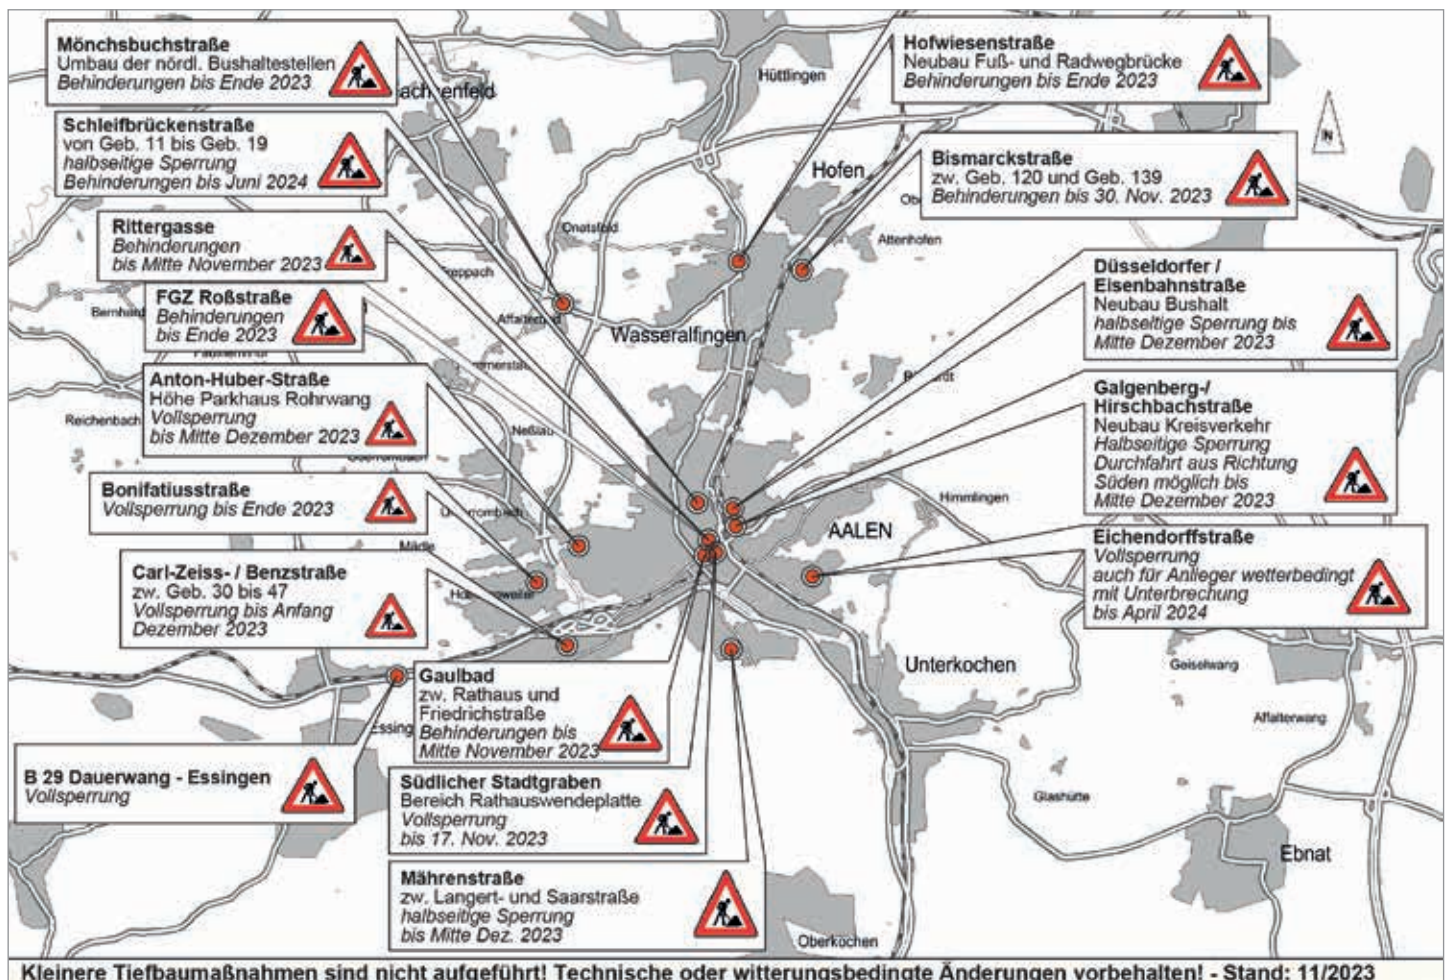 Mönchsbuchstraße
Umbau der nördl. Bushaltestellen
Behinderungen bis Ende 2023
Schleifbrückenstraße
von Geb. 11 bis Geb. 19
halbseitige Sperrung
Behinderungen bis Juni 2024
Rittergasse
Behinderungen
bis Mitte November 2023
FGZ Roßstraße
Behinderungen
bis Ende 2023
Anton-Huber-Straße
Höhe Parkhaus Rohrwang
Vollsperrung
bis Mitte Dezember 2023
Bonifatiusstraße
Vollsperrung bis Ende 2023
Carl-Zeiss- / Benzstraße
zw. Geb. 30 bis 47
Vollsperrung bis Anfang
Dezember 2023
B 29 Dauerwang - Essingen
Vollsperrung
Gaulbad
zw. Rathaus und
Friedrichstraße
Behinderungen bis
Mitte November 2023
Südlicher Stadtgraben
Bereich Rathauswendeplatte
Vollsperrung
bis 17. Nov. 2023
Mährenstraße
zw. Langert- und Saarstraße
halbseitige Sperrung
bis Mitte Dez. 2023
Hofwiesenstraße
Neubau Fuß- und Radwegbrücke
Behinderungen bis Ende 2023
Bismarckstraße
zw. Geb. 120 und Geb. 139
Behinderungen bis 30. Nov. 2023
Düsseldorfer /
Eisenbahnstraße
Neubau Bushalt
halbseitige Sperrung bis
Mitte Dezember 2023
Galgenberg-/
Hirschbachstraße
Neubau Kreisverkehr
Halbseitige Sperrung
Durchfahrt aus Richtung
Süden möglich bis
Mitte Dezember 2023
Eichendorffstraße
Vollsperrung
auch für Anlieger wetterbedingt
mit Unterbrechung
bis April 2024
N
Hüttlingen
Hofen
Attenhofen
Onatsfeld
Wasseralfingen
Reichenbach
Neßlau
Himmlingen
AALEN
Mädle
Unterkochen
Geiselwang
Affalterwang
Glashütte
Ebnat
Oberkochen
Kleinere Tiefbaumaßnahmen sind nicht aufgeführt! Technische oder witterungsbedingte Änderungen vorbehalten! - Stand: 11/2023